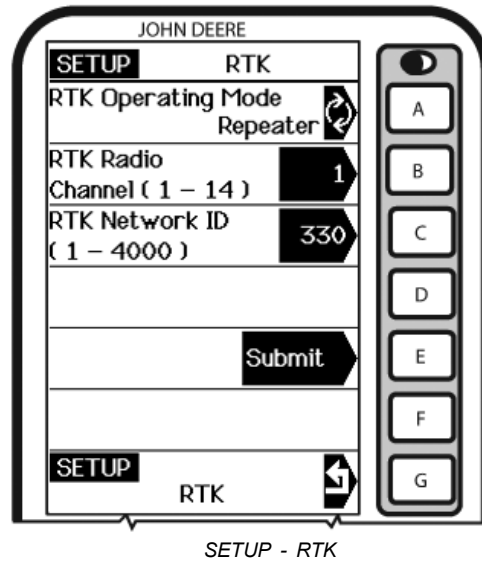 JOHN DEERE
SETUP RTK
RTK Operating Mode
Repeater
RTK Radio
Channel ( 1 – 14 )
1
RTK Network ID
( 1 – 4000 )
330
Submit
SETUP
RTK
A
B
C
D
E
F
G
SETUP - RTK